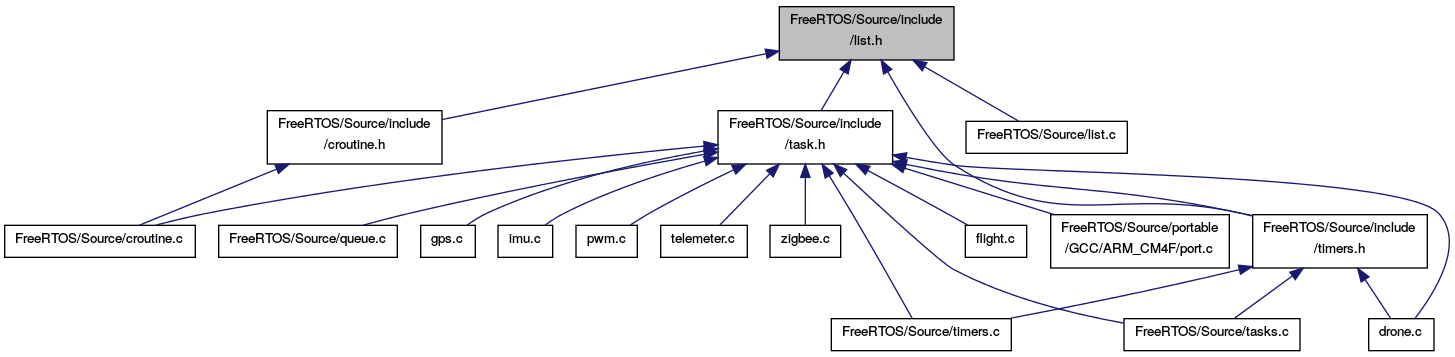 FreeRTOS/Source/include
/list.h
FreeRTOS/Source/include
/croutine.h
FreeRTOS/Source/include
/task.h
FreeRTOS/Source/list.c
FreeRTOS/Source/croutine.c
FreeRTOS/Source/queue.c
gps.c
imu.c
pwm.c
telemeter.c
zigbee.c
flight.c
FreeRTOS/Source/portable
/GCC/ARM_CM4F/port.c
FreeRTOS/Source/include
/timers.h
FreeRTOS/Source/timers.c
FreeRTOS/Source/tasks.c
drone.c